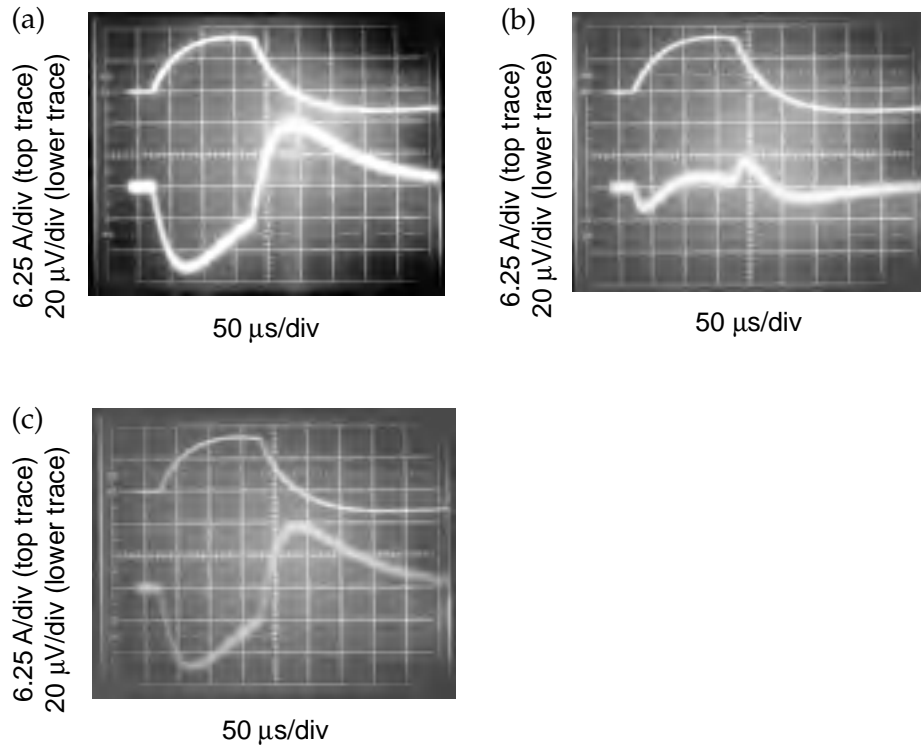 (a)
6.25 A/div (top trace)
20 μV/div (lower trace)
50 μs/div
(b)
6.25 A/div (top trace)
20 μV/div (lower trace)
50 μs/div
(c)
6.25 A/div (top trace)
20 μV/div (lower trace)
50 μs/div